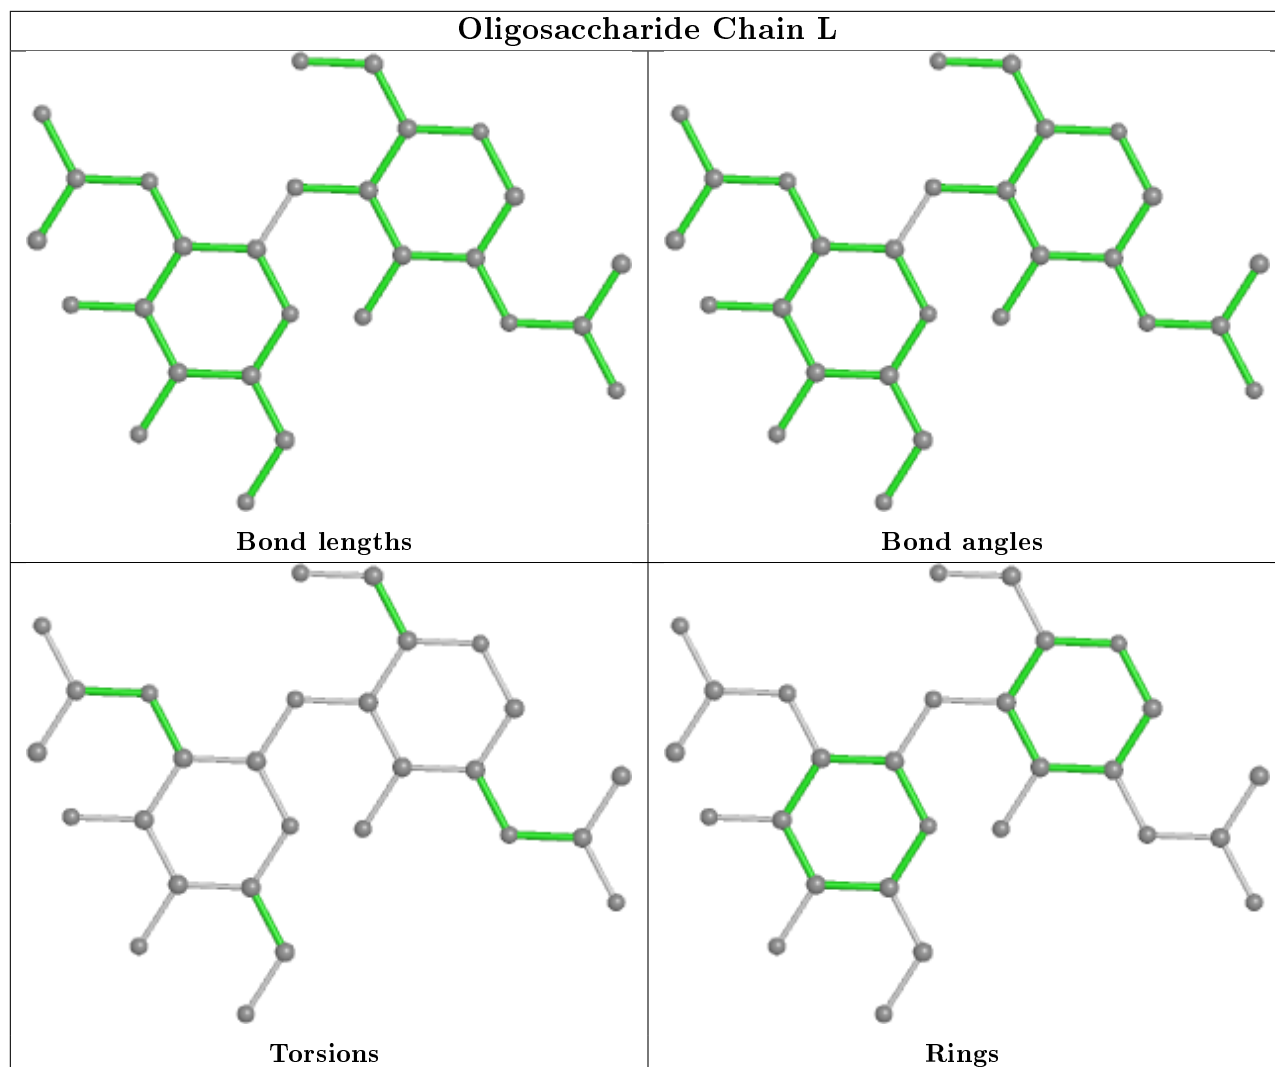 Oligosaccharide Chain L
Bond lengths
Bond angles
Torsions
Rings